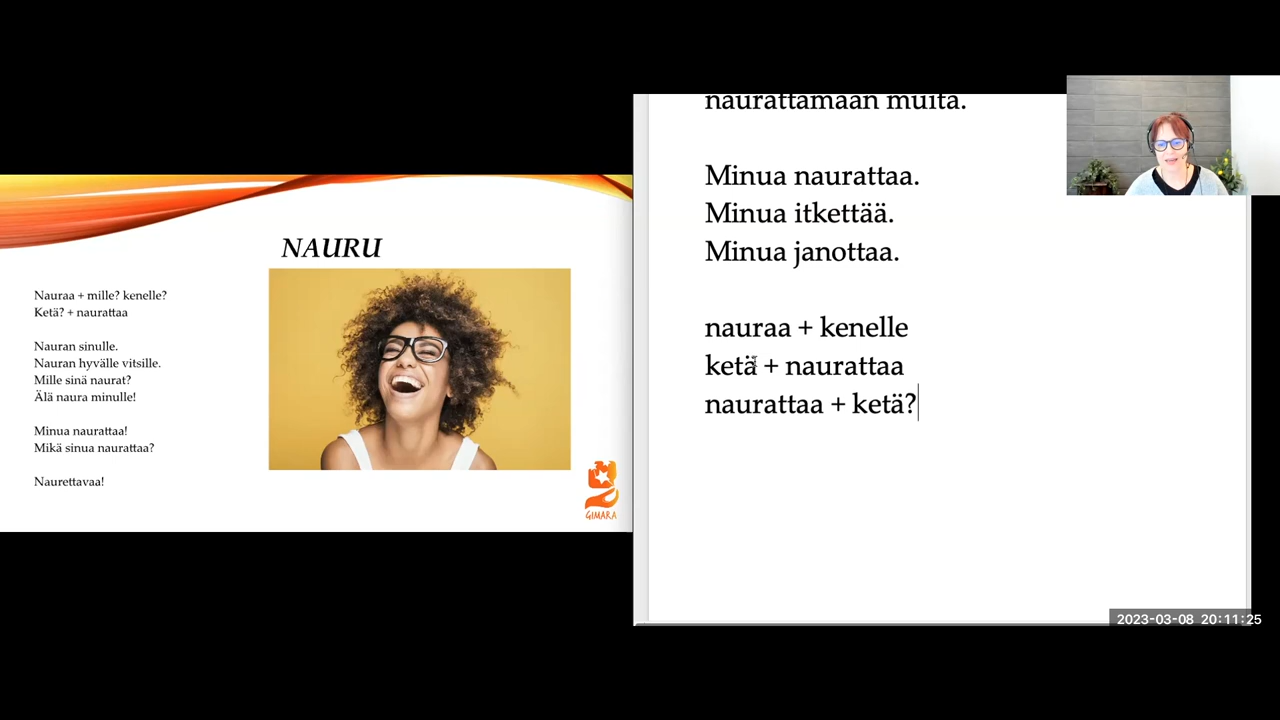 NAURU
Nauraa + mille? kenelle?
Ketä? + naurattaa
Nauran sinulle.
Nauran hyvälle vitsille.
Mille sinä naurat?
Älä naura minulle!
Minua naurattaa!
Mikä sinua naurattaa?
Naurettavaa!
GIMARA
naurattamaan muita.
Minua naurattaa.
Minua itkettää.
Minua janottaa.
nauraa + kenelle
ketä + naurattaa
naurattaa + ketä?
2023-03-08 20:11:25